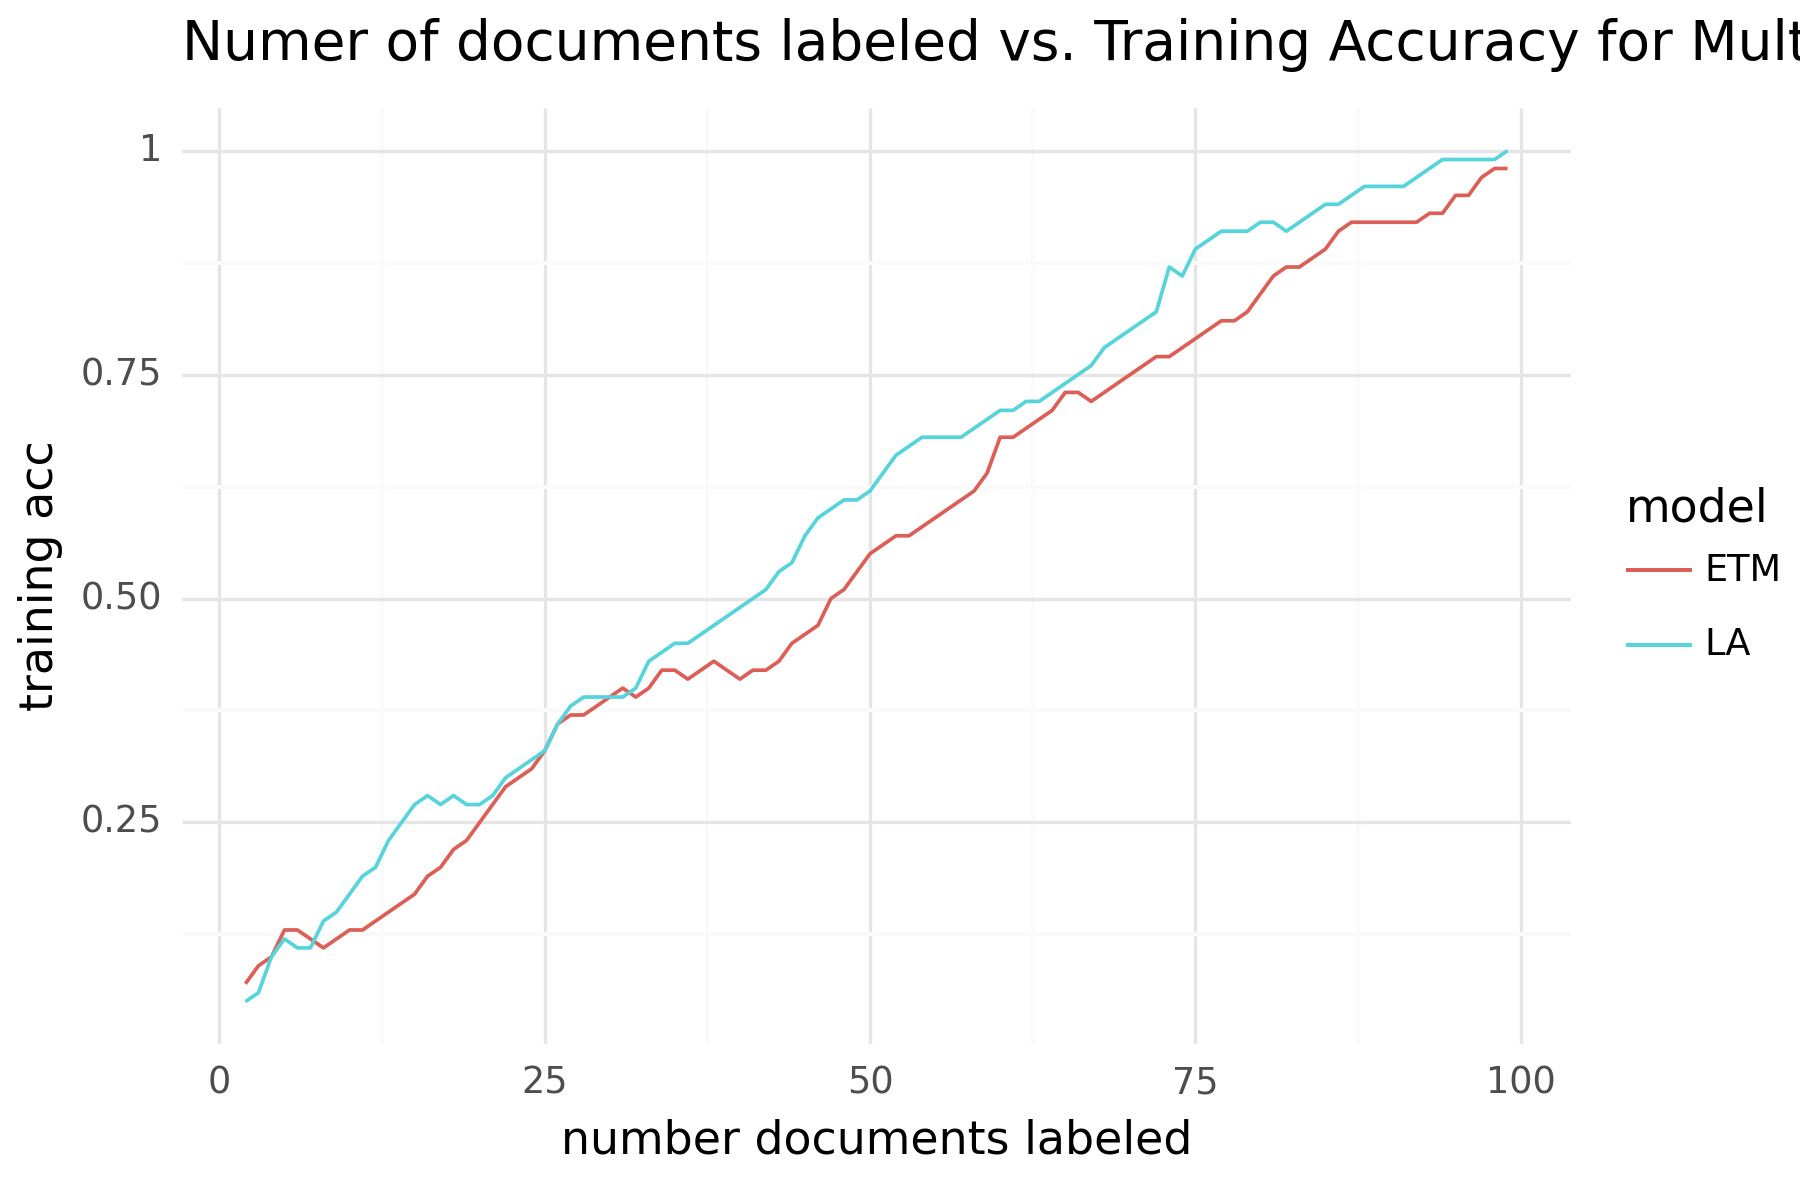 Numer of documents labeled vs. Training Accuracy for Mult
1
0.75
0.50
0.25
training acc
0 25 50 75 100
number documents labeled
model
ETM
LA